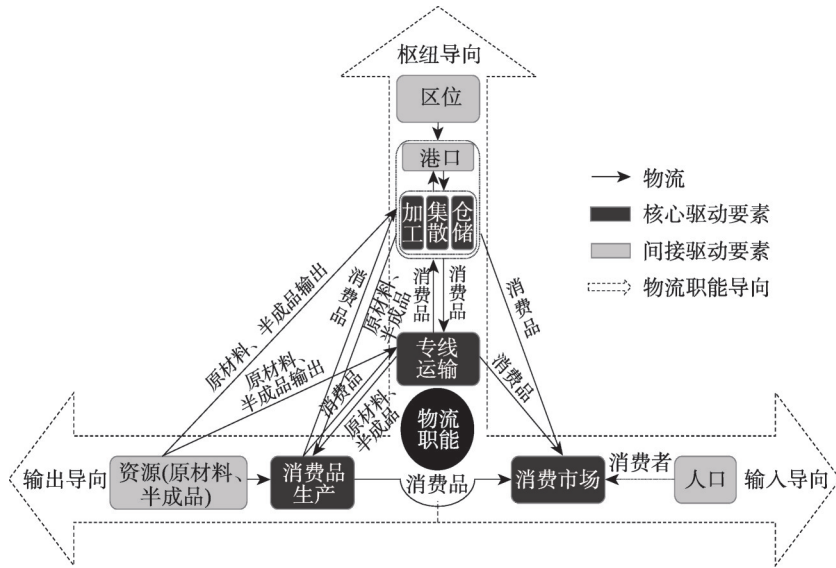 枢纽导向
区位
港口
加工
集散
仓储
物流
核心驱动要素
间接驱动要素
物流职能导向
原材料、半成品输出
消费品
原材料、
半成品
消费品
消费品
消费品
原材料、
半成品输出
专线
运输
消费品
消费品
原材料、
半成品
物流
职能
输出导向
资源(原材料、
半成品)
消费品
生产
消费品
消费市场
消费者
人口
输入导向